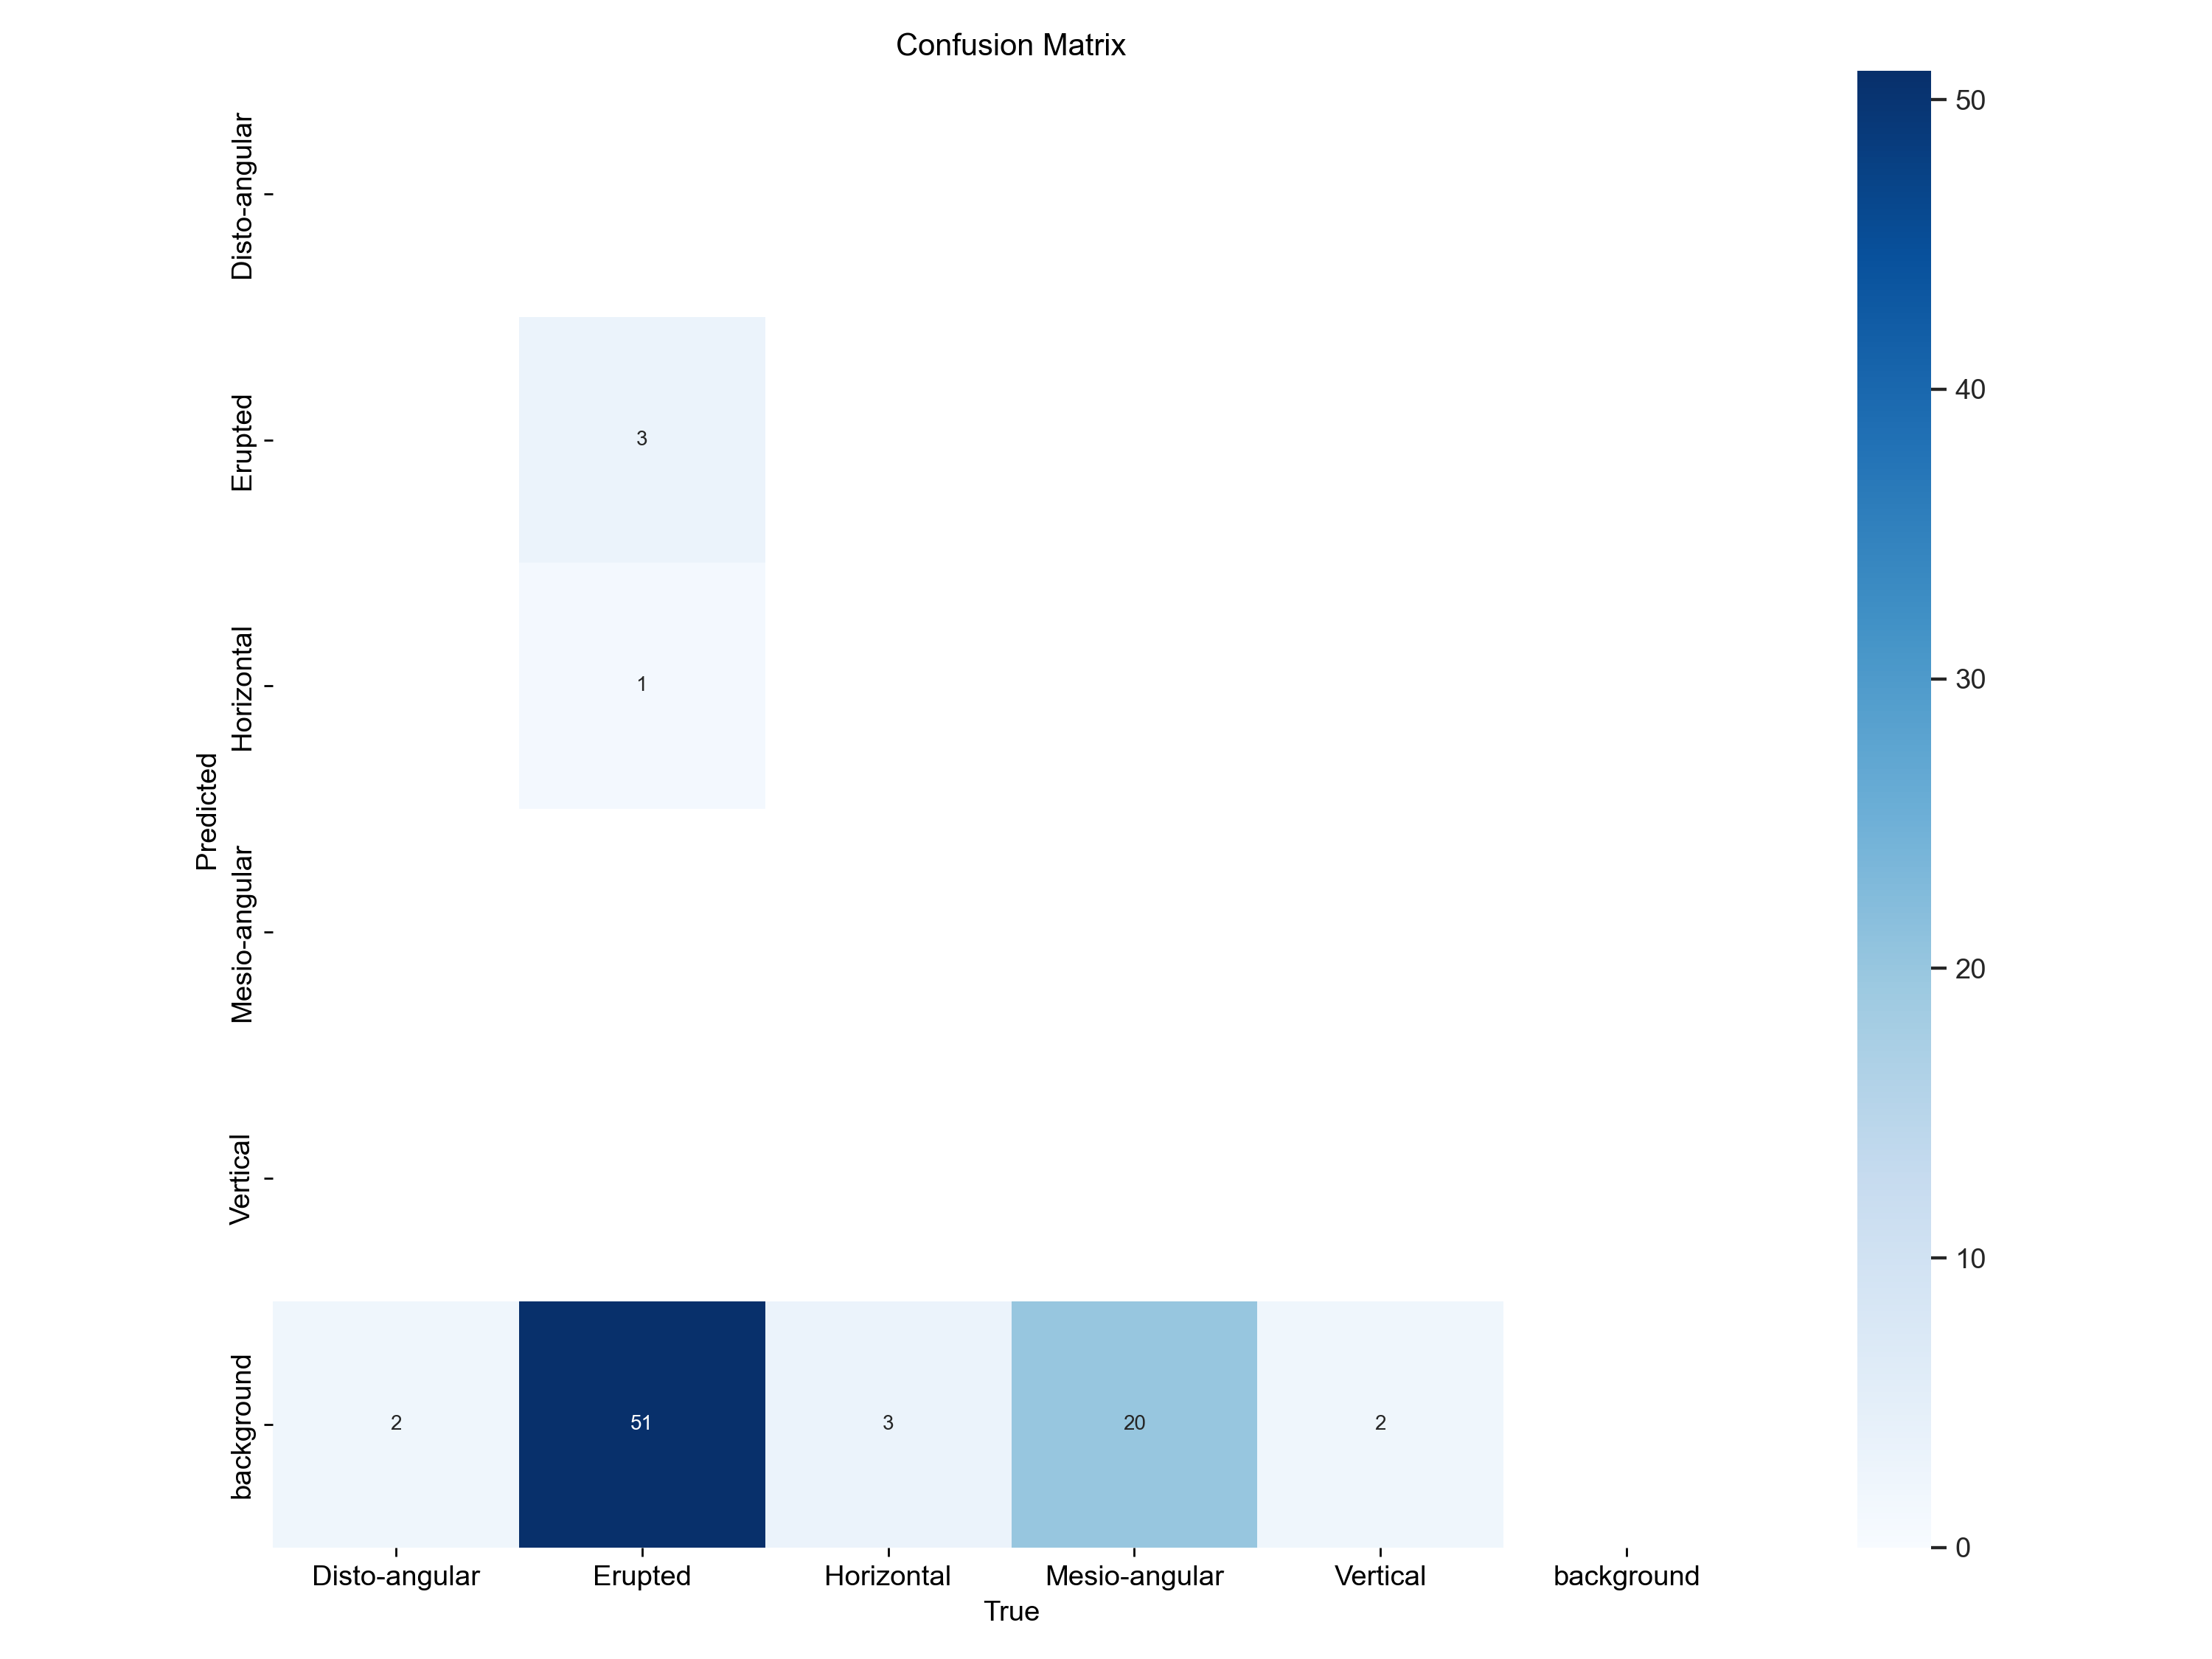 Confusion Matrix
Predicted
Disto-angular
Erupted
Horizontal
Mesio-angular
Vertical
background
3
1
2
51
3
20
2
Disto-angular
Erupted
Horizontal
Mesio-angular
Vertical
background
True
50
40
30
20
10
0